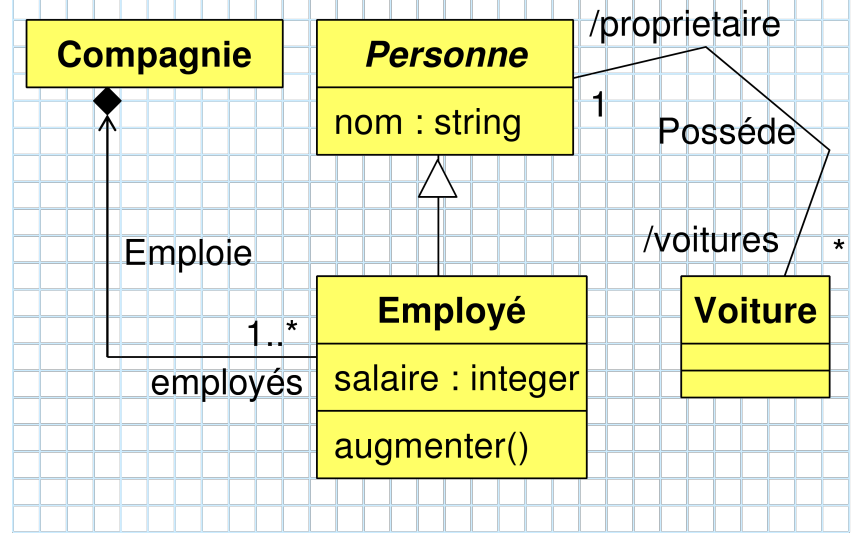 /proprietaire
Compagnie
Personne
1
nom : string
Posséde
/voitures
*
Emploie
1..*
employés
Employé
Voiture
salaire : integer
augmenter()